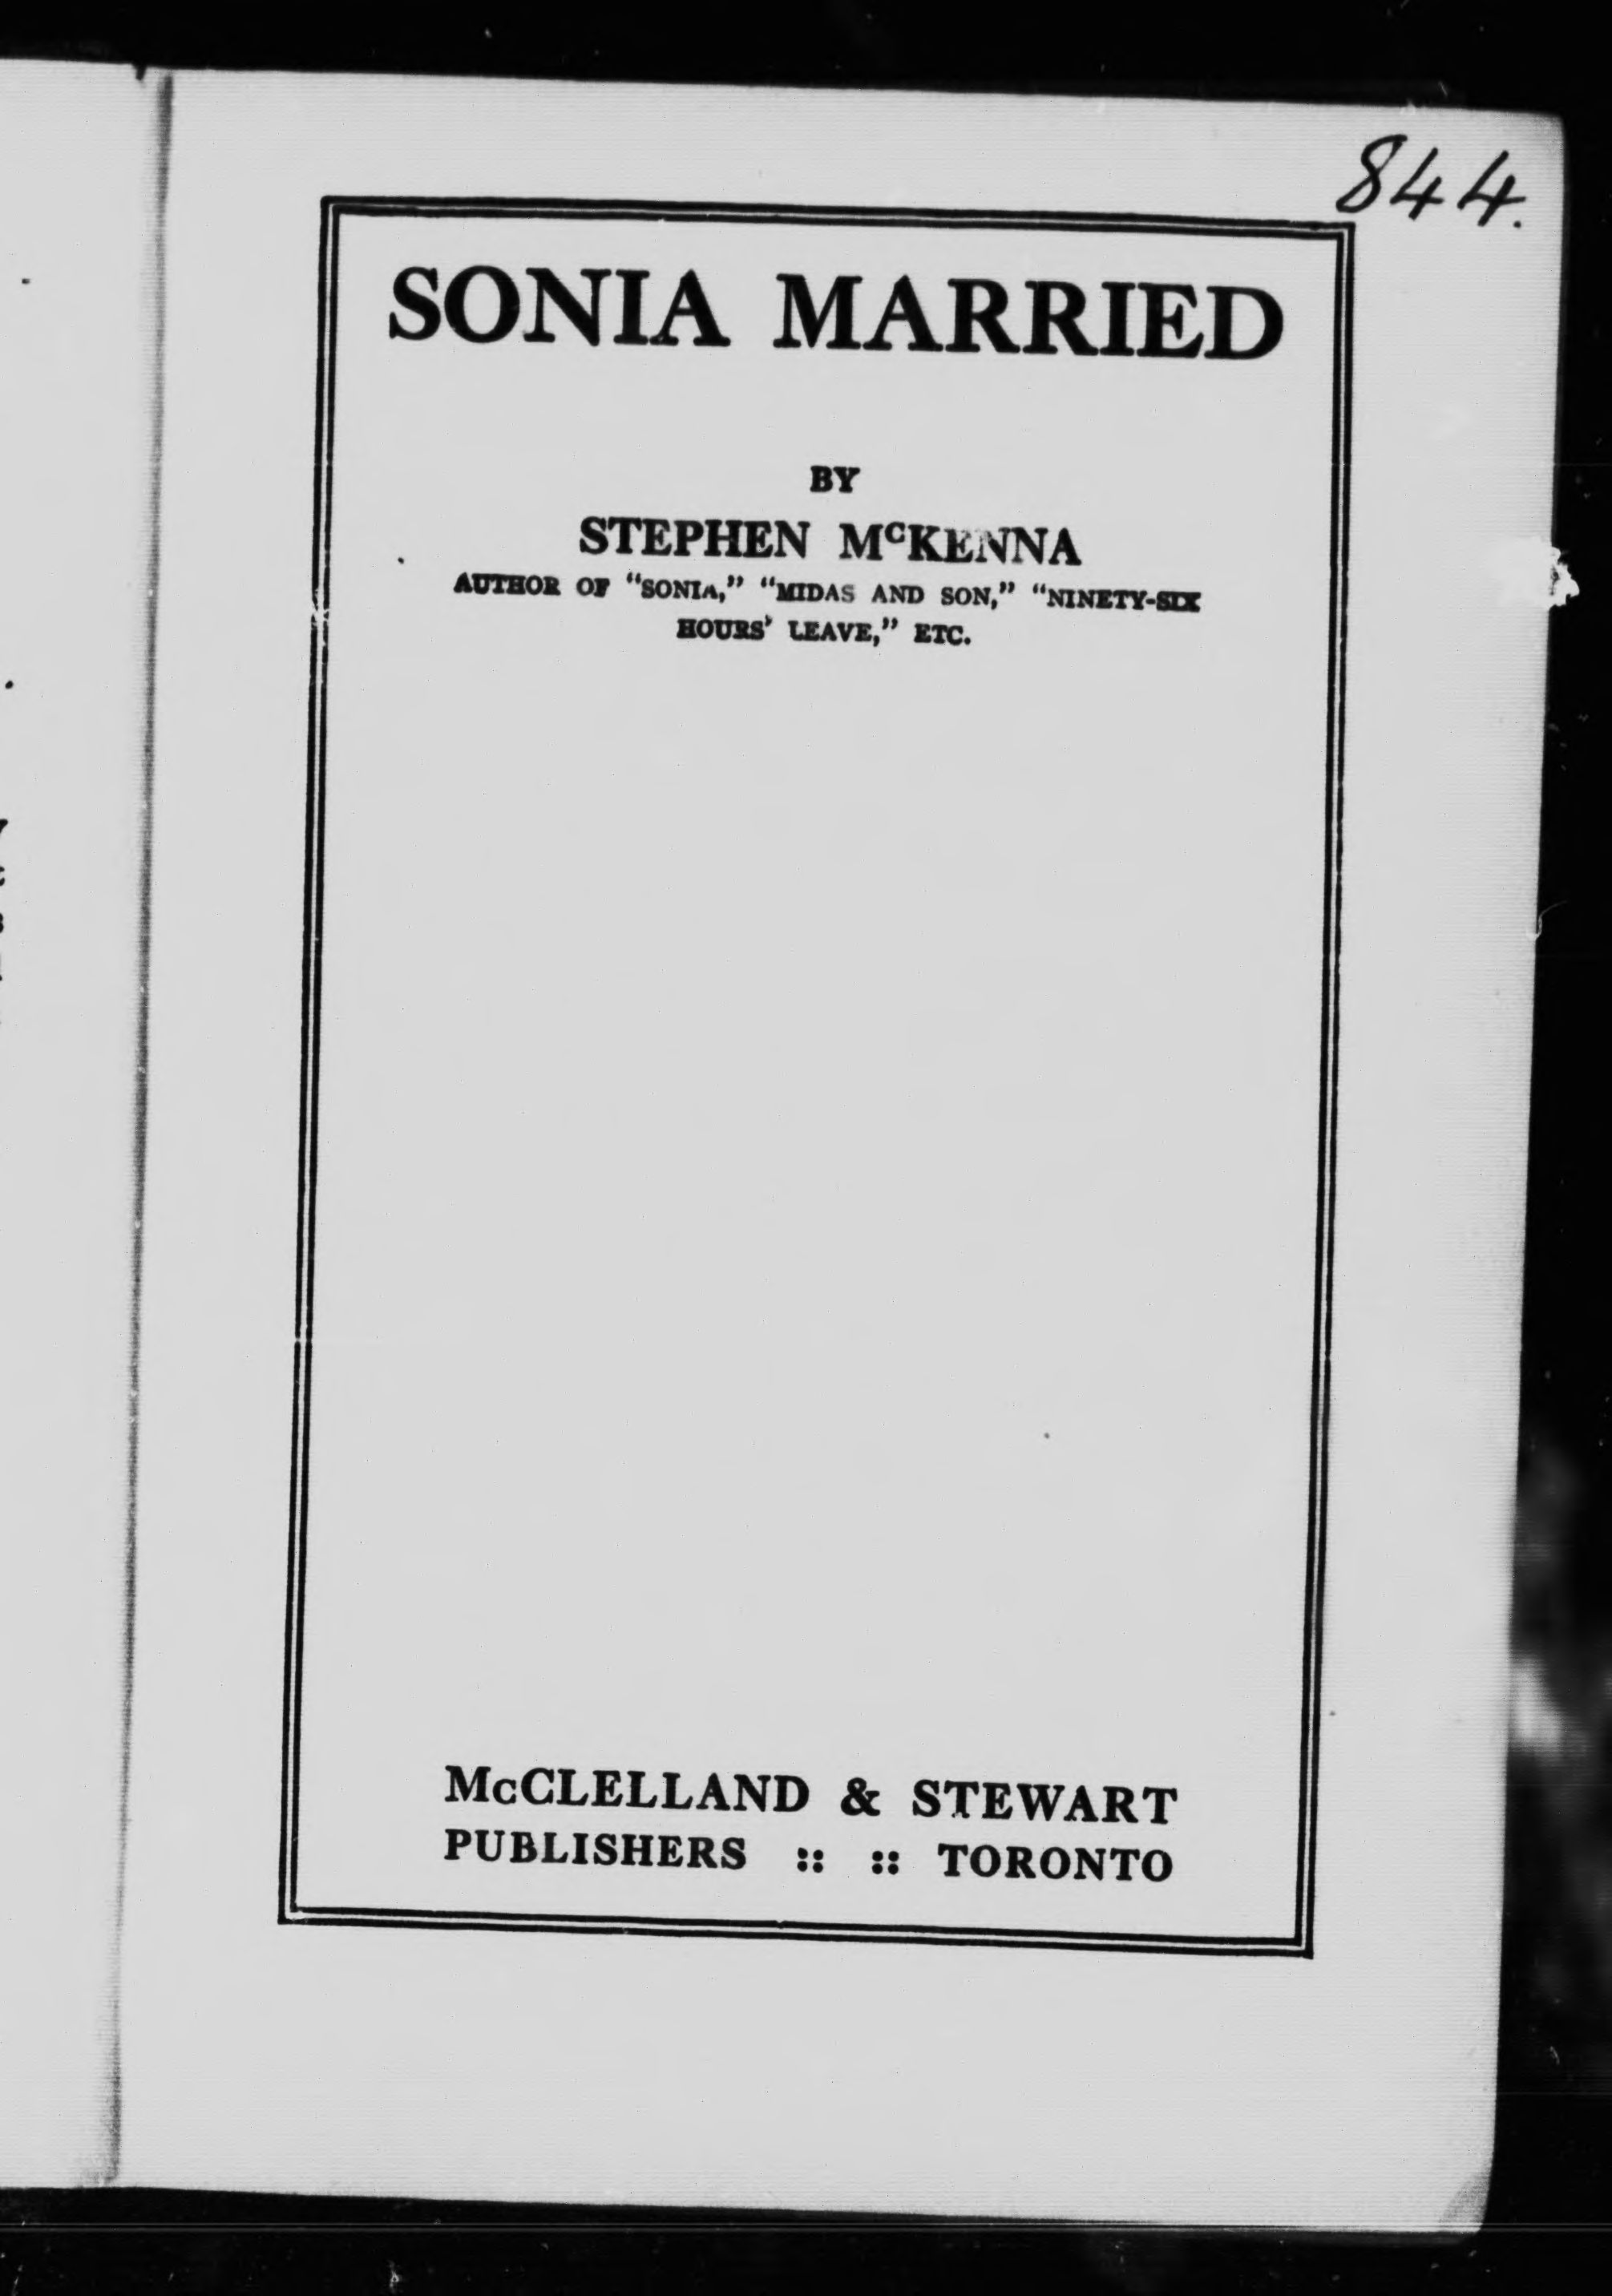 844.
SONIA MARRIED
BY
STEPHEN McKENNA
AUTHOR OF “SONIA,” “MIDAS AND SON,” “NINETY-SIX
HOURS’ LEAVE,” ETC.
McCLELLAND & STEWART
PUBLISHERS :: :: TORONTO